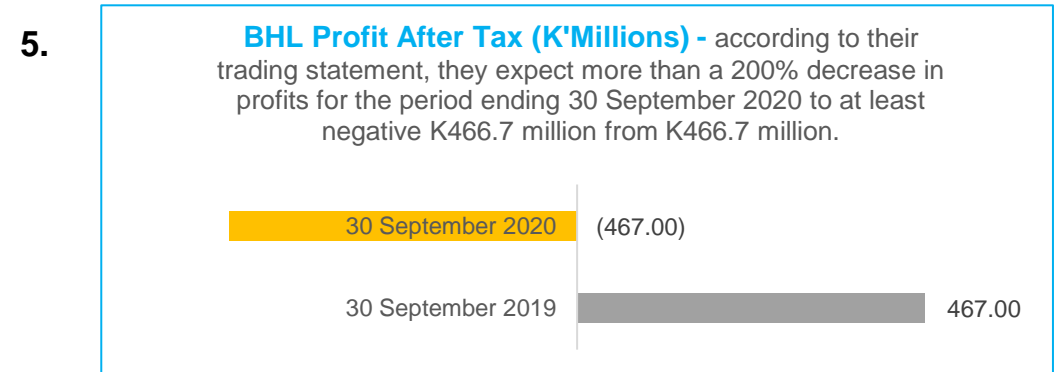 5.
BHL Profit After Tax (K'Millions) - according to their
trading statement, they expect more than a 200% decrease in
profits for the period ending 30 September 2020 to at least
negative K466.7 million from K466.7 million.
30 September 2020 (467.00)
30 September 2019 467.00